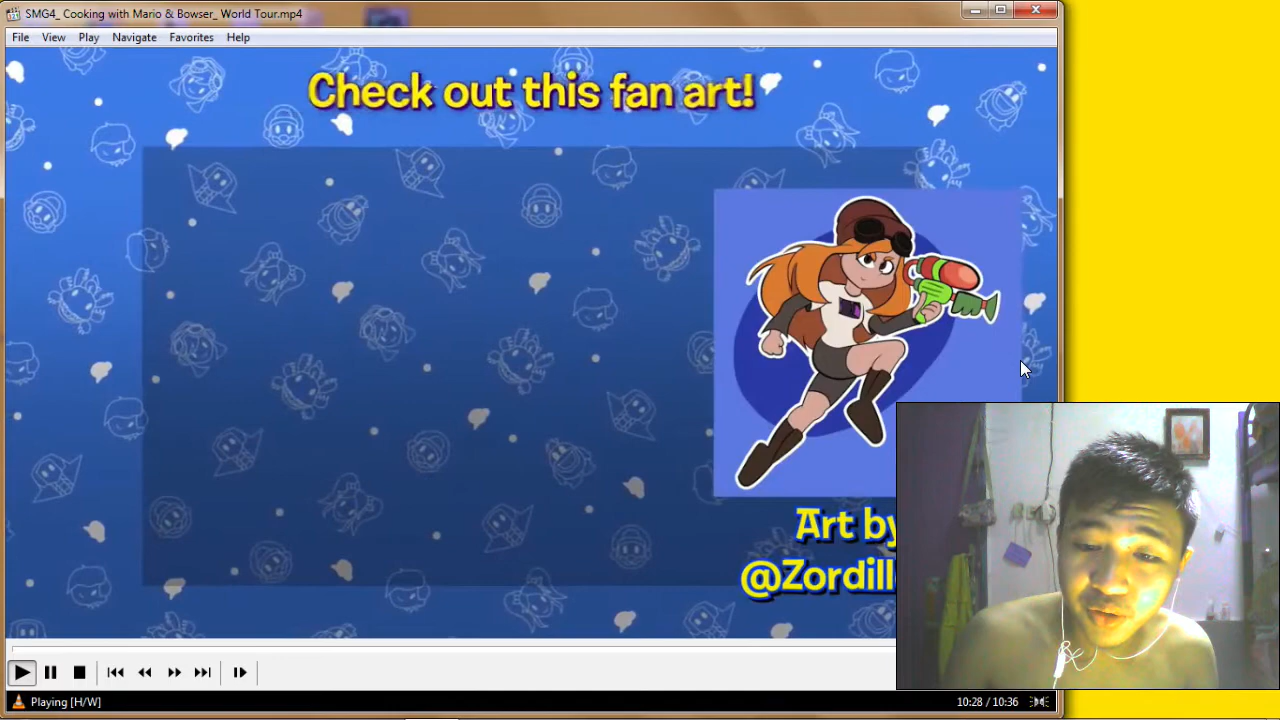 SMG4_ Cooking with Mario & Bowser_ World Tour.mp4
File View Play Navigate Favorites Help
Check out this fan art!
Art by
Playing [H/W]
10:28 / 10:36